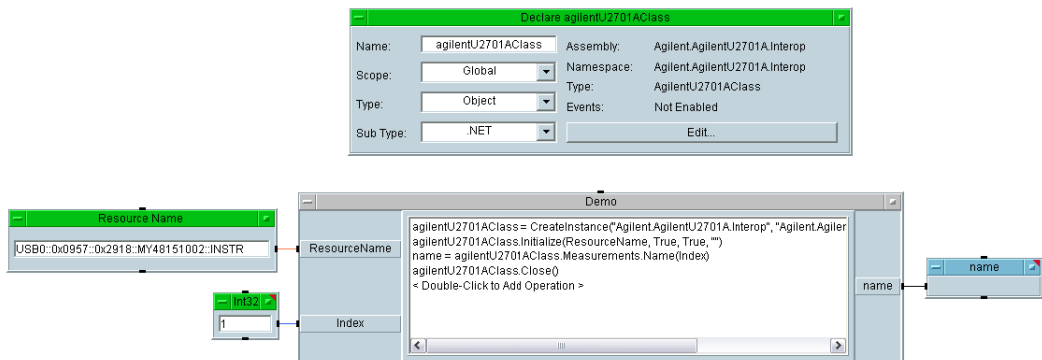 Declare agilentU2701AClass
Name: agilentU2701AClass Assembly: Agilent.AgilentU2701A.Interop
Scope: Global Namespace: Agilent.AgilentU2701A.Interop
Type: Object Type: AgilentU2701AClass
Events: Not Enabled
Sub Type: .NET Edit...
Resource Name
USB0::0x0957::0x2918::MY48151002::INSTR
Int32
1
Demo
ResourceName
Index
agilentU2701AClass = CreateInstance("Agilent.AgilentU2701A.Interop", "Agilent.Agiler
agilentU2701AClass.Initialize(ResourceName, True, True, "")
name = agilentU2701AClass.Measurements.Name(Index)
agilentU2701AClass.Close()
< Double-Click to Add Operation >
name
name